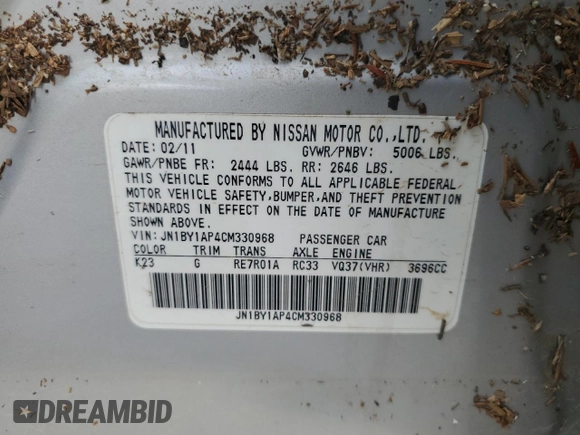 MANUFACTURED BY NISSAN MOTOR CO.,LTD.
DATE: 02/11 GVWR/PNBV: 5006 LBS.
GAWR/PNBE FR: 2444 LBS. RR: 2646 LBS.
THIS VEHICLE CONFORMS TO ALL APPLICABLE FEDERAL
MOTOR VEHICLE SAFETY,BUMPER,AND THEFT PREVENTION
STANDARDS IN EFFECT ON THE DATE OF MANUFACTURE
SHOWN ABOVE.
VIN:JN1BY1AP4CM330968 PASSENGER CAR
COLOR TRIM TRANS AXLE ENGINE
K23 G RE7R01A RC33 VQ37(VHR) 3696CC
JN1BY1AP4CM330968
DREAMBID